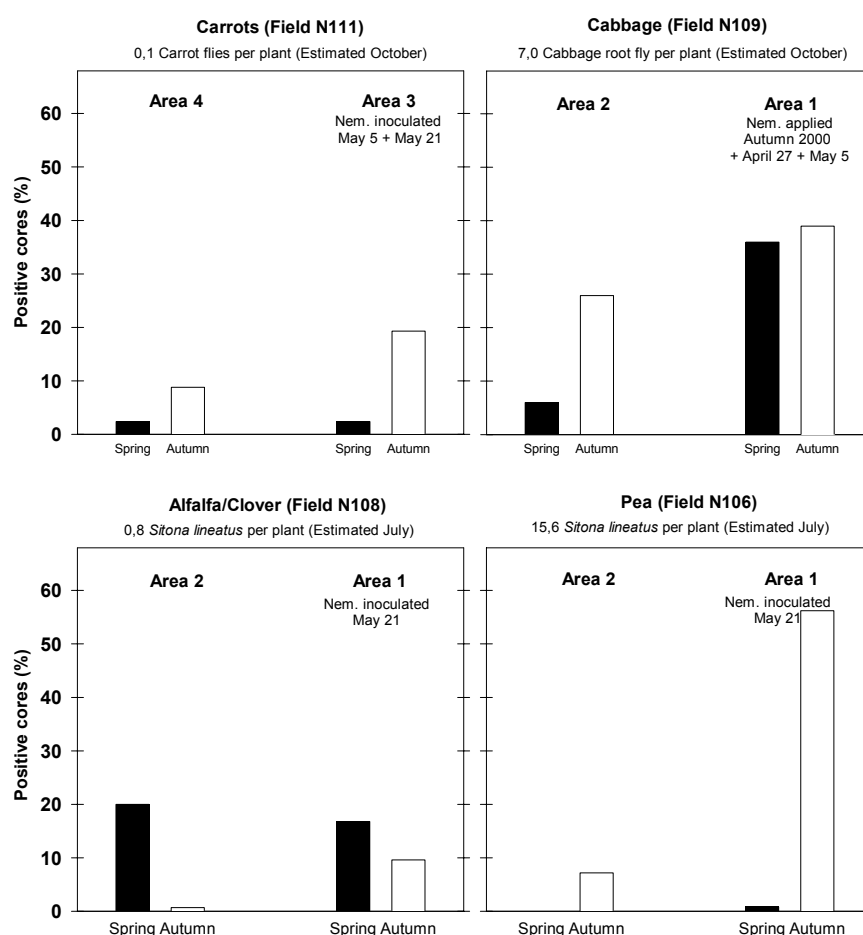 Carrots (Field N111)
0,1 Carrot flies per plant (Estimated October)
Area 4
Area 3
Nem. inoculated
May 5 + May 21
Positive cores (%)
60
50
40
30
20
10
0
Spring Autumn
Spring Autumn
Cabbage (Field N109)
7,0 Cabbage root fly per plant (Estimated October)
Area 2
Area 1
Nem. applied
Autumn 2000
+ April 27 + May 5
Spring Autumn
Spring Autumn
Alfalfa/Clover (Field N108)
0,8 Sitona lineatus per plant (Estimated July)
Area 2
Area 1
Nem. inoculated
May 21
Positive cores (%)
60
50
40
30
20
10
0
Spring Autumn
Spring Autumn
Pea (Field N106)
15,6 Sitona lineatus per plant (Estimated July)
Area 2
Area 1
Nem. inoculated
May 21
Spring Autumn
Spring Autumn